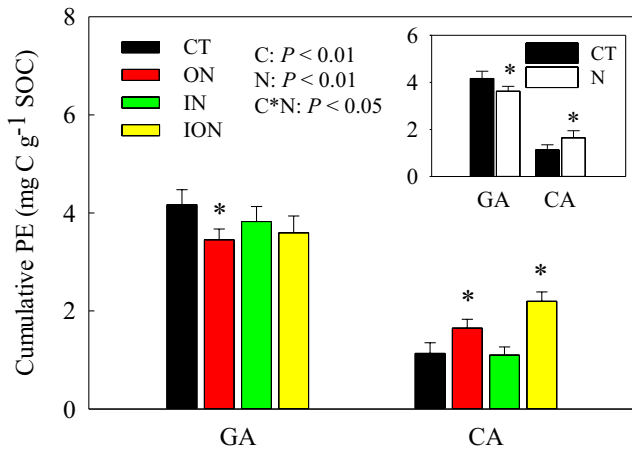 8
6
4
2
0
Cumulative PE (mg C g⁻¹ SOC)
CT
ON
IN
ION
C: P < 0.01
N: P < 0.01
C*N: P < 0.05
*
*
*
GA
CA
6
4
2
0
CT
N
*
*
GA
CA